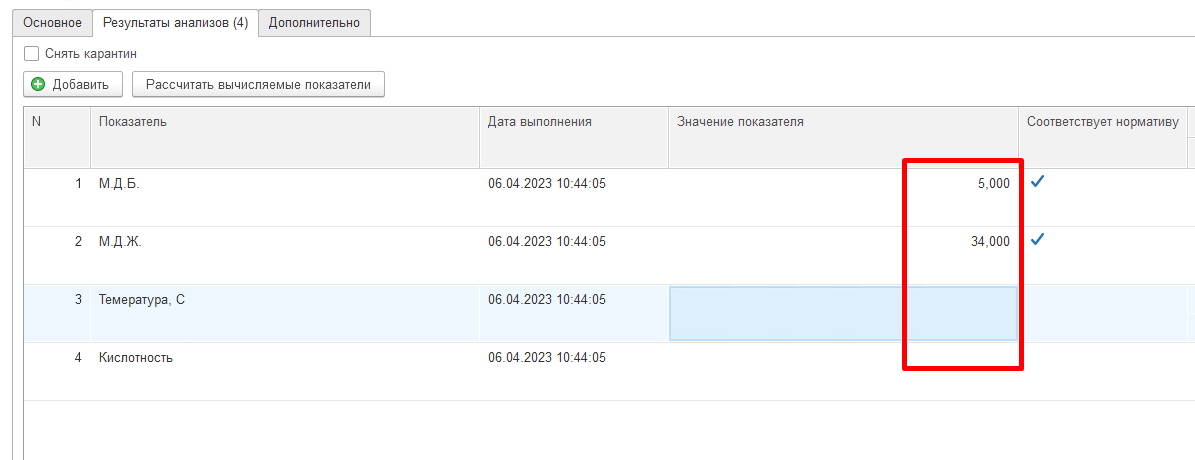 Основное Результаты анализов (4) Дополнительно
Снять карантин
Добавить Рассчитать вычисляемые показатели
N Показатель Дата выполнения Значение показателя Соответствует нормативу
1 М.Д.Б. 06.04.2023 10:44:05 5,000
2 М.Д.Ж. 06.04.2023 10:44:05 34,000
3 Темература, С 06.04.2023 10:44:05
4 Кислотность 06.04.2023 10:44:05